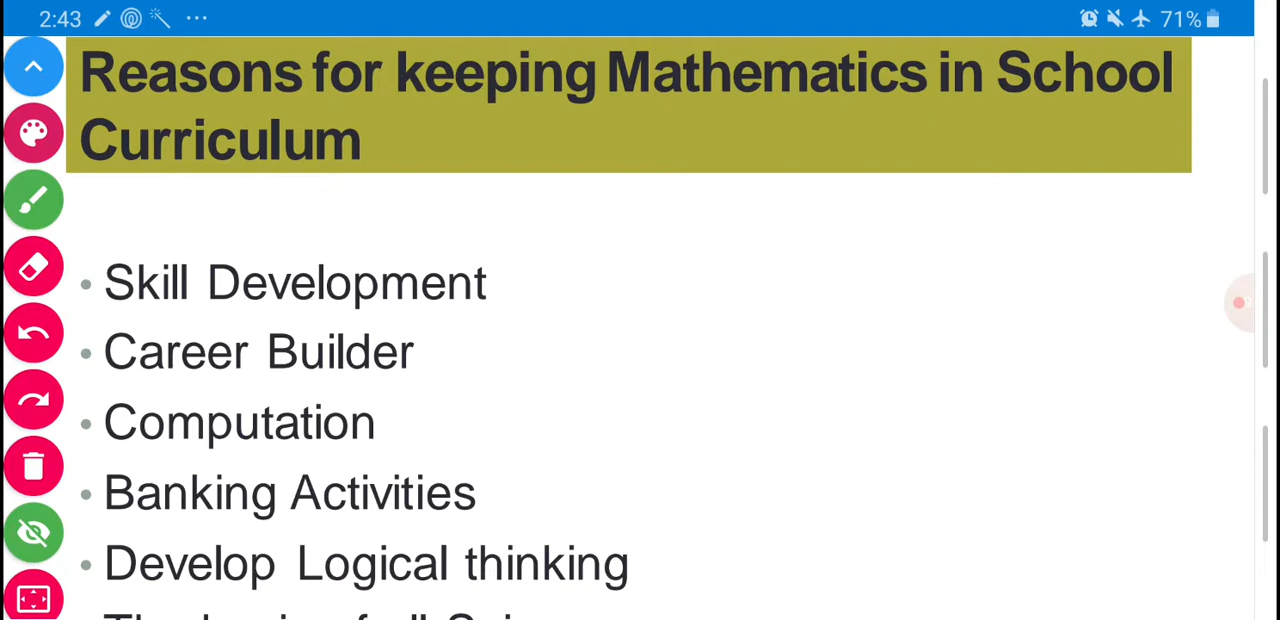 2:43
71%
Reasons for keeping Mathematics in School
Curriculum
• Skill Development
• Career Builder
• Computation
• Banking Activities
• Develop Logical thinking